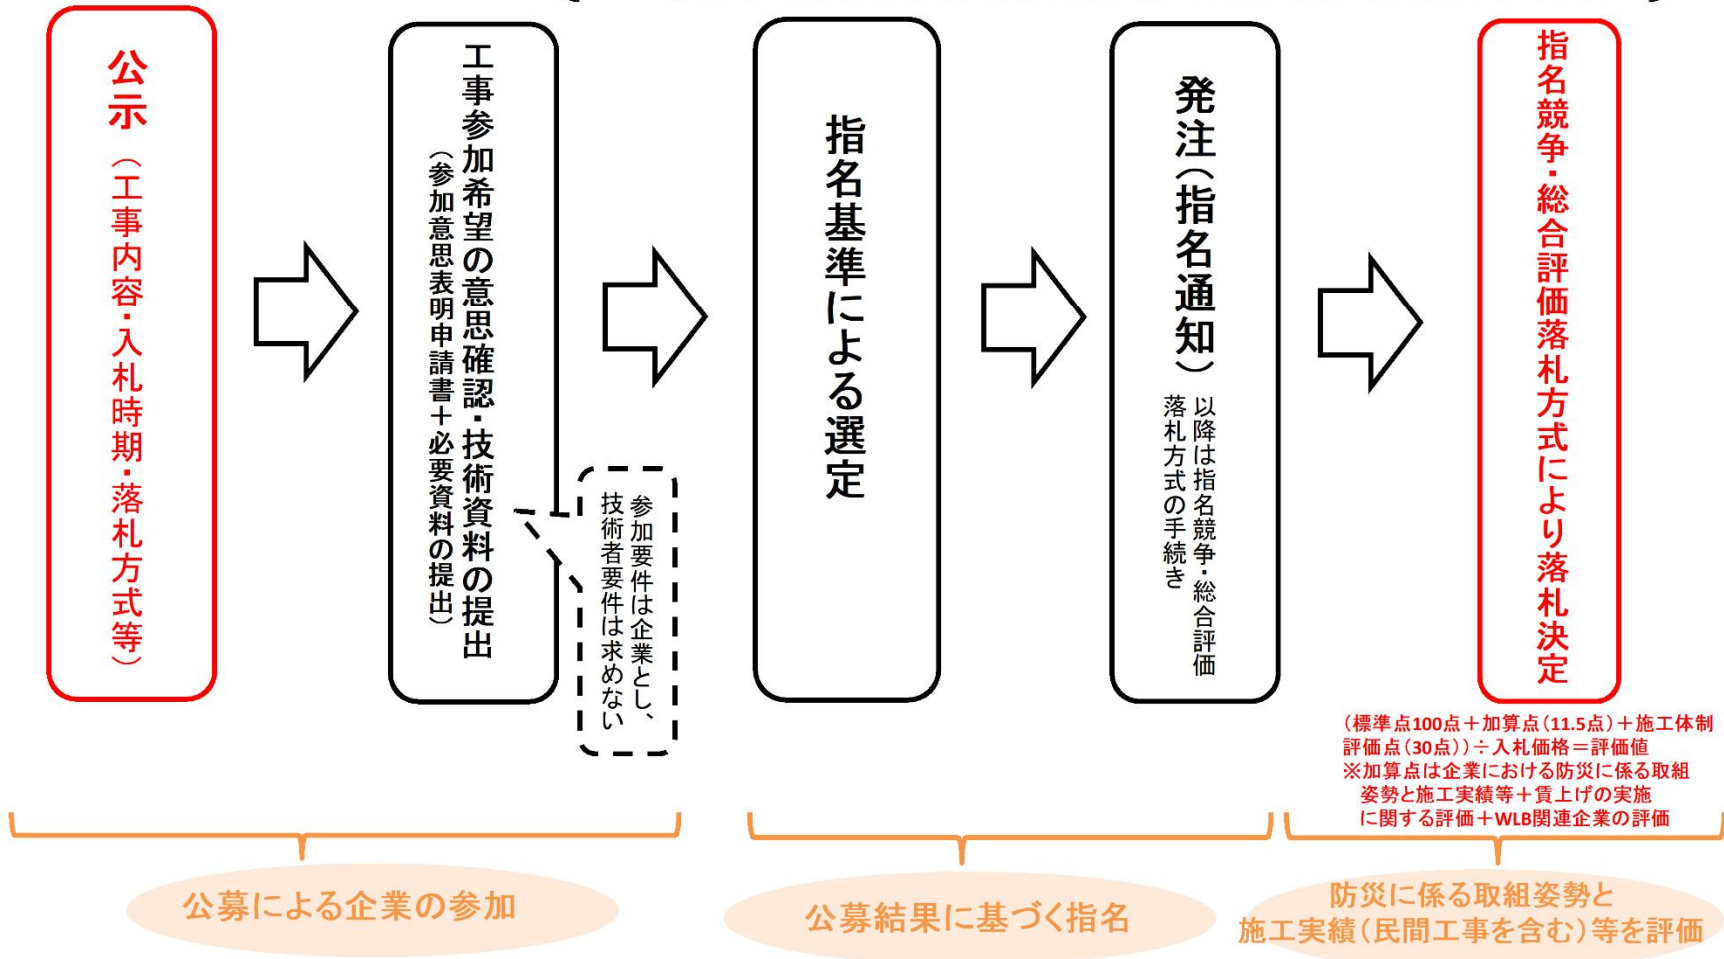 公示（工事内容・入札時期・落札方式等）
工事参加希望の意思確認・技術資料の提出
（参加意思表明申請書＋必要資料の提出）
参加要件は企業とし、
技術者要件は求めない
指名基準による選定
発注（指名通知）
以降は指名競争・総合評価
落札方式の手続き
指名競争・総合評価落札方式により落札決定
（標準点100点＋加算点（11.5点）＋施工体制
評価点（30点））÷入札価格＝評価値
※加算点は企業における防災に係る取組
姿勢と施工実績等＋賃上げの実施
に関する評価＋WLB関連企業の評価
公募による企業の参加
公募結果に基づく指名
防災に係る取組姿勢と
施工実績（民間工事を含む）等を評価